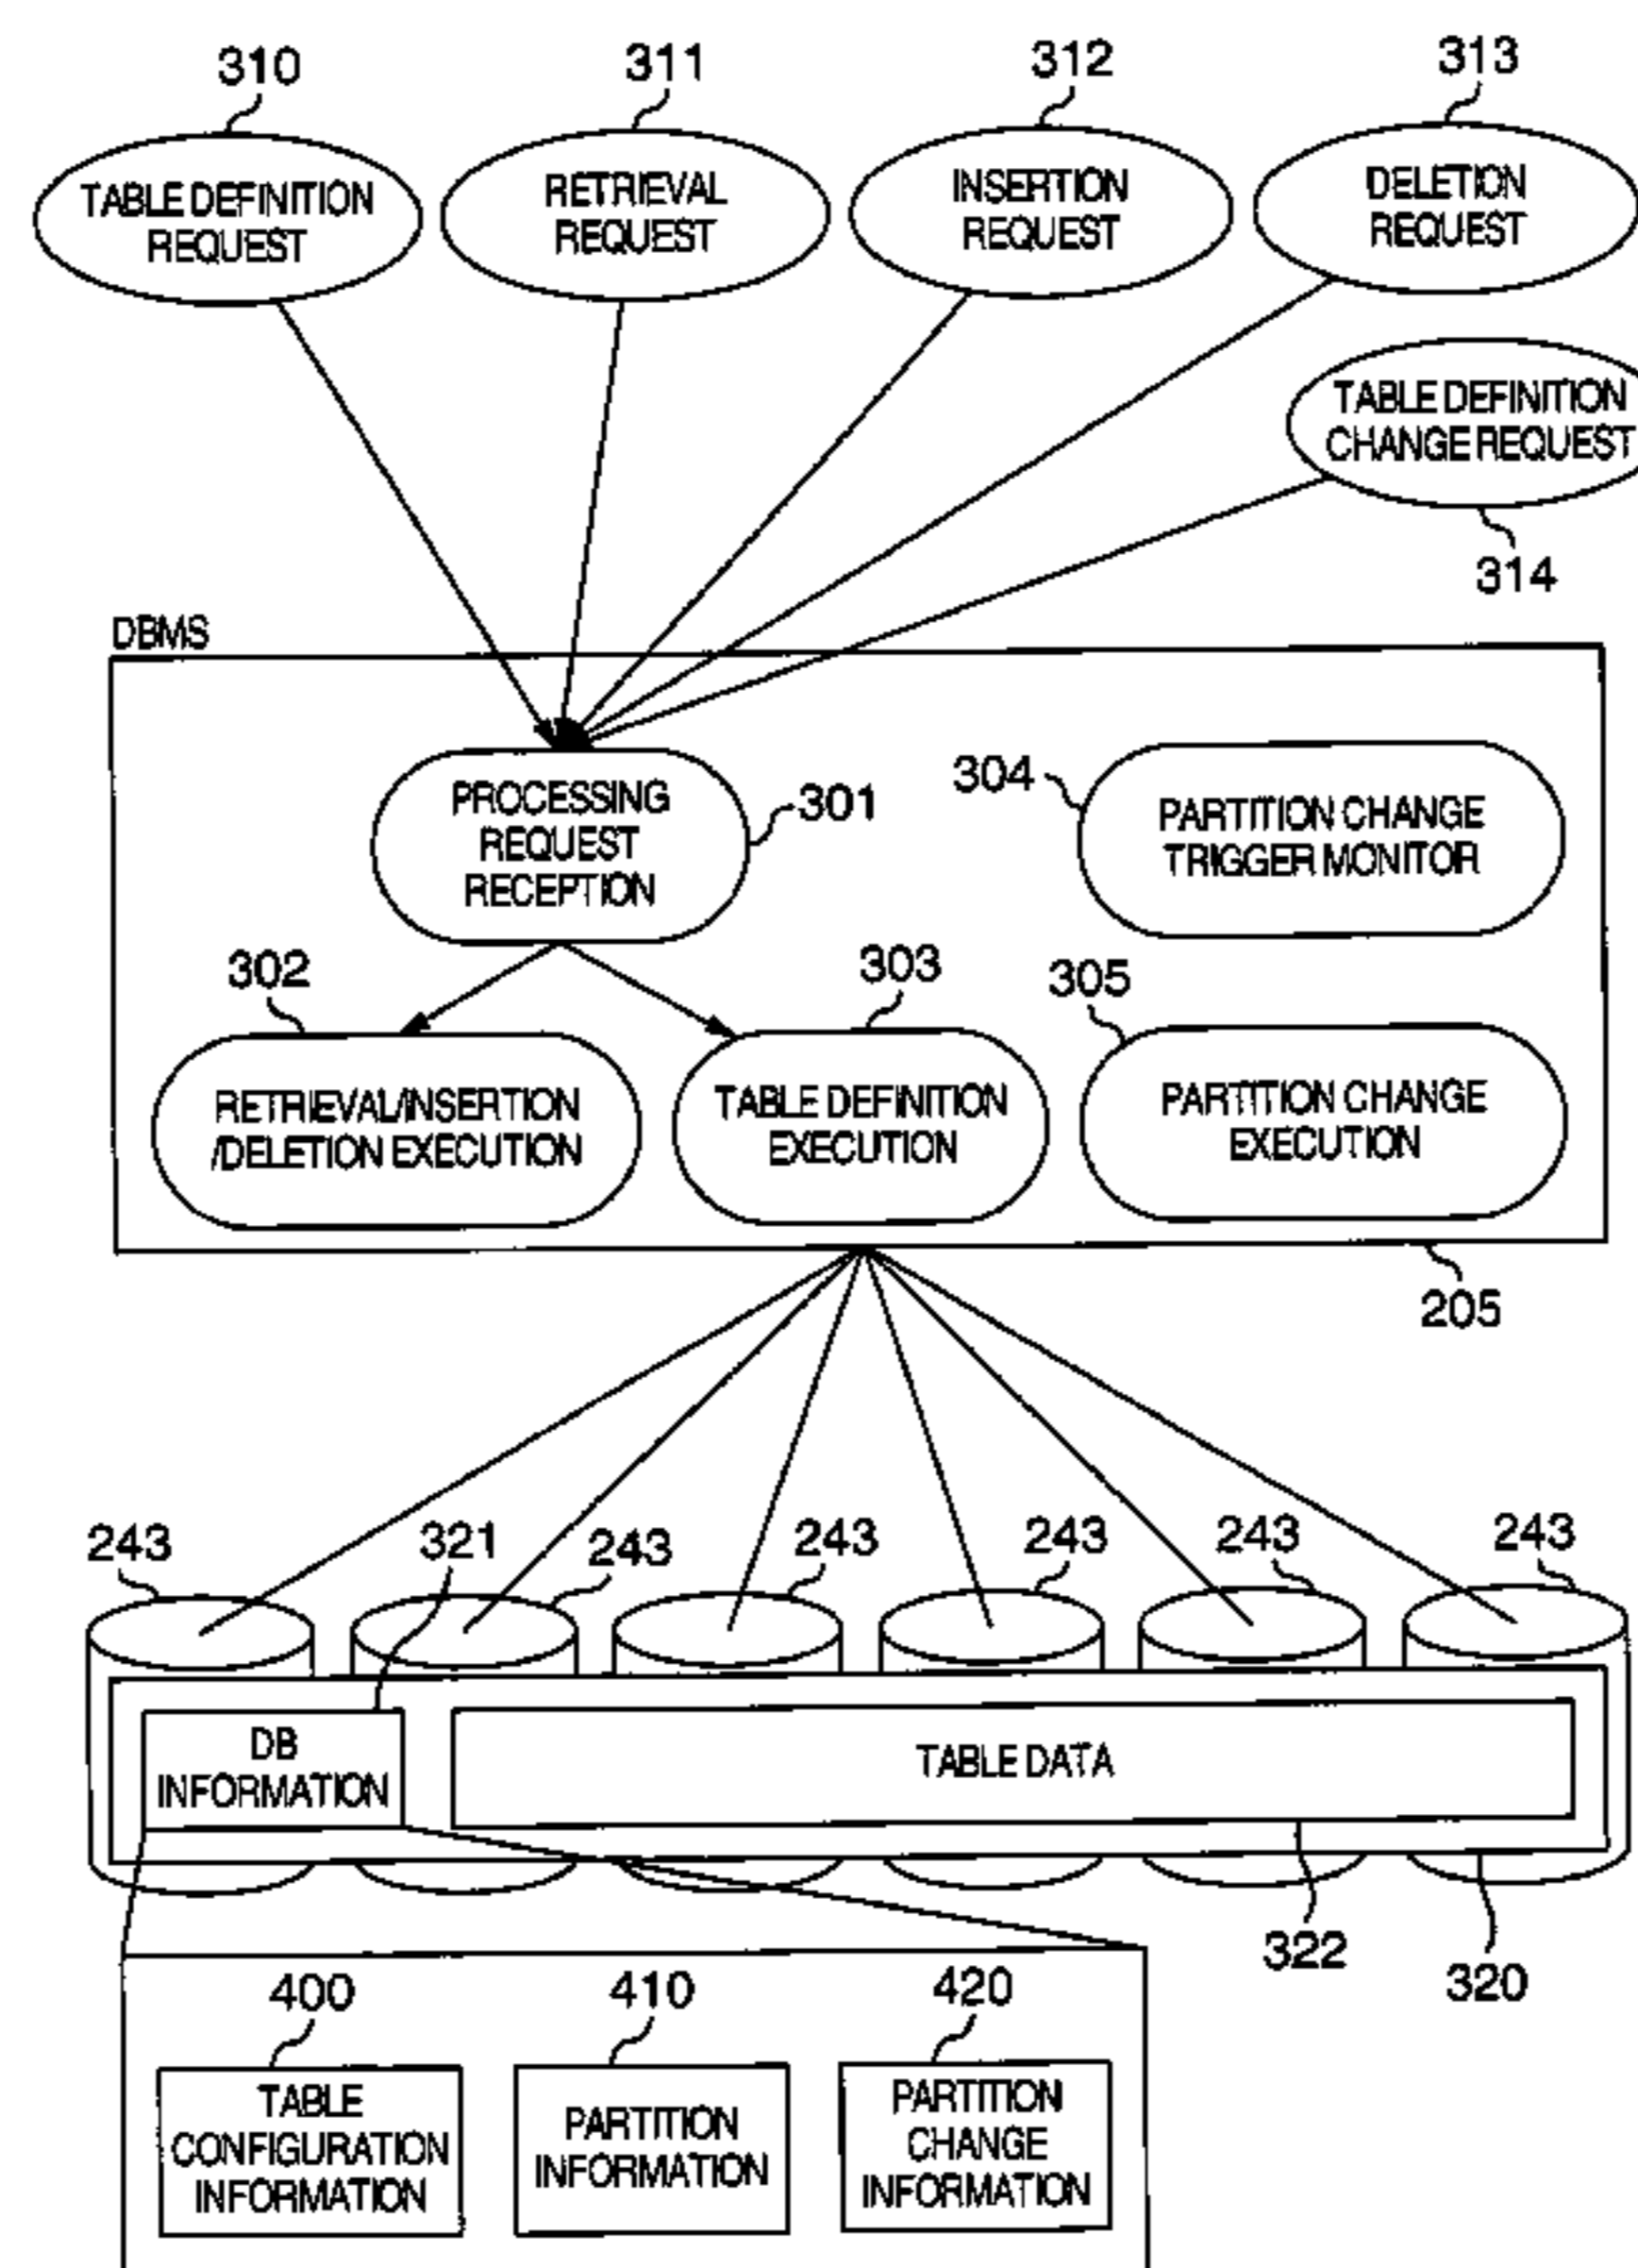 310
311
312
313
TABLE DEFINITION
REQUEST
RETRIEVAL
REQUEST
INSERTION
REQUEST
DELETION
REQUEST
TABLE DEFINITION
CHANGE REQUEST
314
DBMS
PROCESSING
REQUEST
RECEPTION
301
304
PARTITION CHANGE
TRIGGER MONITOR
302
303
305
RETRIEVAL/INSERTION
/DELETION EXECUTION
TABLE DEFINITION
EXECUTION
PARTITION CHANGE
EXECUTION
205
243
321
243
243
243
243
243
DB
INFORMATION
TABLE DATA
322
320
400
410
420
TABLE
CONFIGURATION
INFORMATION
PARTITION
INFORMATION
PARTITION
CHANGE
INFORMATION